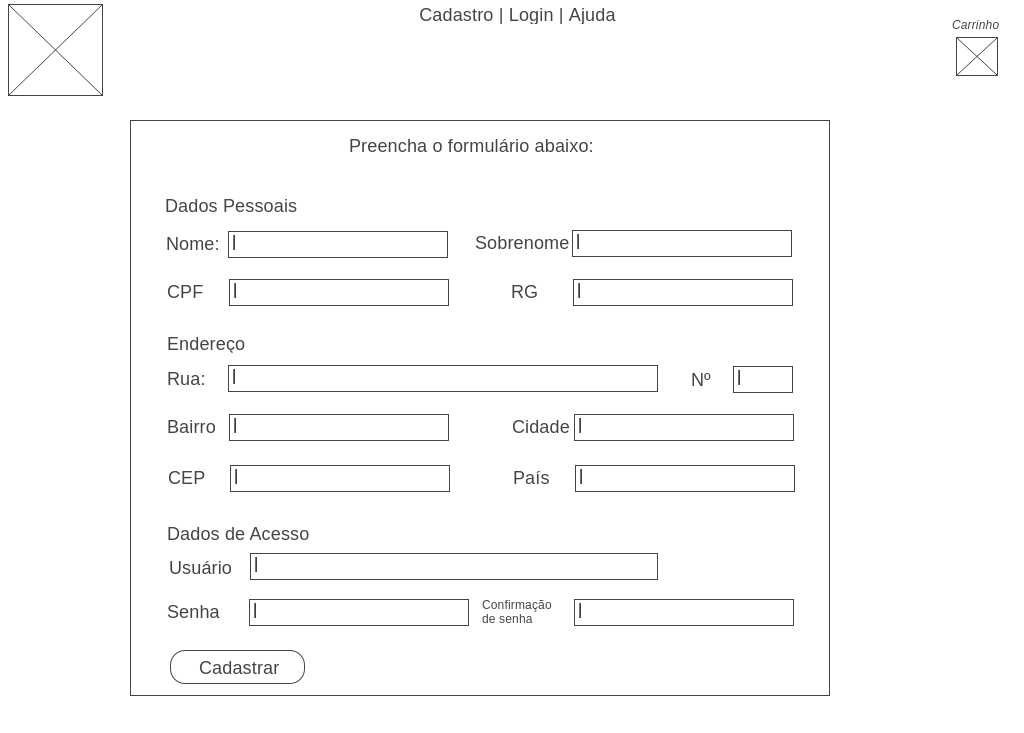 Cadastro | Login | Ajuda
Carrinho
Preencha o formulário abaixo:
Dados Pessoais
Nome:
Sobrenome
CPF
RG
Endereço
Rua:
Nº
Bairro
Cidade
CEP
País
Dados de Acesso
Usuário
Senha
Confirmação
de senha
Cadastrar